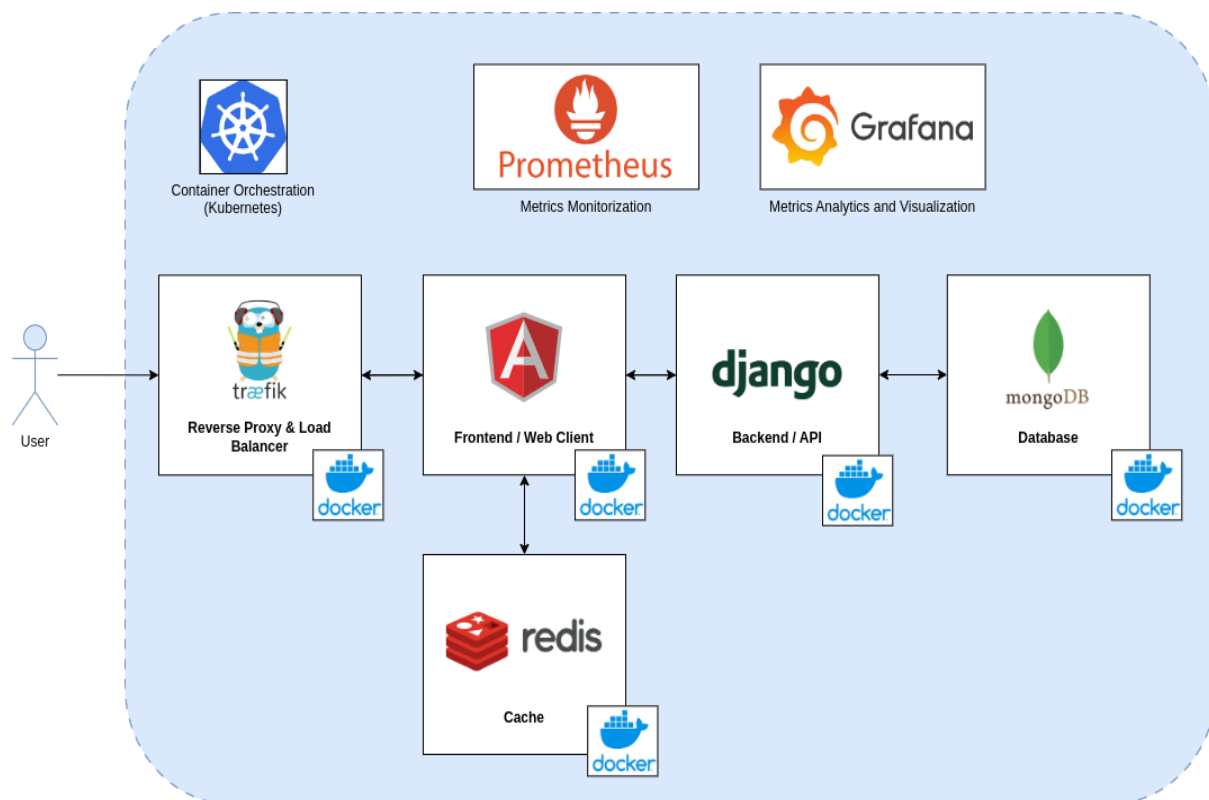 Prometheus
Grafana
Container Orchestration
(Kubernetes)
Metrics Monitorization
Metrics Analytics and Visualization
træfik
Reverse Proxy & Load
Balancer
docker
Frontend / Web Client
docker
django
Backend / API
docker
mongoDB
Database
docker
User
redis
Cache
docker